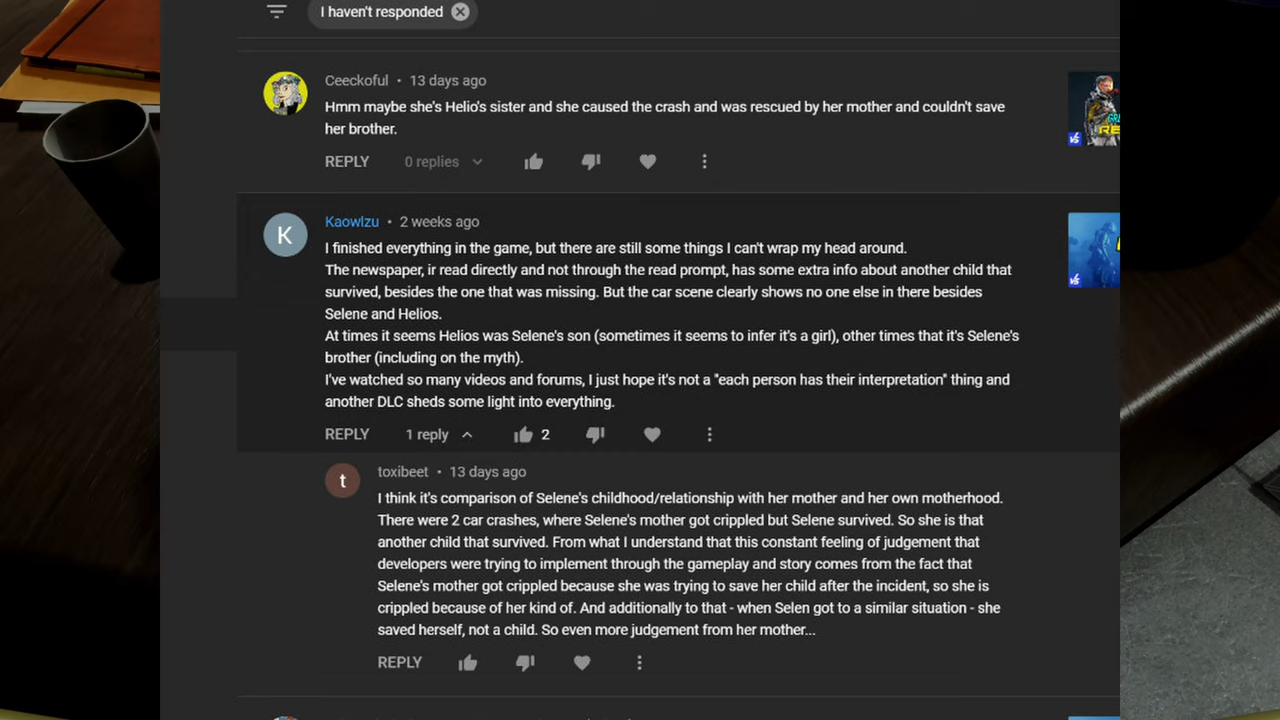 I haven't responded
Ceeckoful • 13 days ago
Hmm maybe she's Helio's sister and she caused the crash and was rescued by her mother and couldn't save
her brother.
REPLY 0 replies
K
Kaowlzu • 2 weeks ago
I finished everything in the game, but there are still some things I can't wrap my head around.
The newspaper, ir read directly and not through the read prompt, has some extra info about another child that
survived, besides the one that was missing. But the car scene clearly shows no one else in there besides
Selene and Helios.
At times it seems Helios was Selene's son (sometimes it seems to infer it's a girl), other times that it's Selene's
brother (including on the myth).
I've watched so many videos and forums, I just hope it's not a "each person has their interpretation" thing and
another DLC sheds some light into everything.
REPLY 1 reply 2
t
toxibeet • 13 days ago
I think it's comparison of Selene's childhood/relationship with her mother and her own motherhood.
There were 2 car crashes, where Selene's mother got crippled but Selene survived. So she is that
another child that survived. From what I understand that this constant feeling of judgement that
developers were trying to implement through the gameplay and story comes from the fact that
Selene's mother got crippled because she was trying to save her child after the incident, so she is
crippled because of her kind of. And additionally to that - when Selen got to a similar situation - she
saved herself, not a child. So even more judgement from her mother...
REPLY